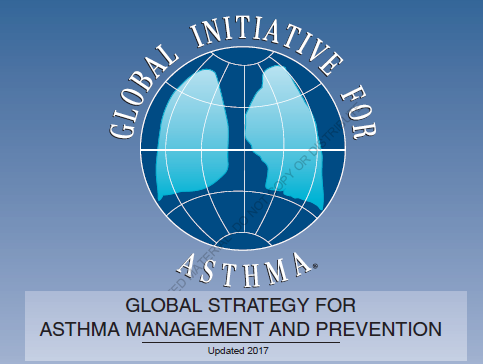 GLOBAL INITIATIVE FOR
ASTHMA®
GLOBAL STRATEGY FOR
ASTHMA MANAGEMENT AND PREVENTION
Updated 2017